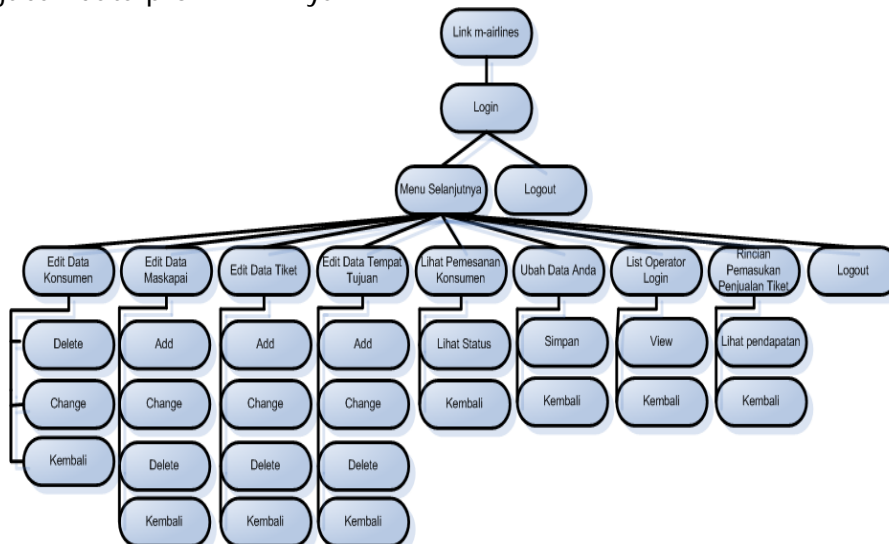 Link m-airlines
Login
Menu Selanjutnya
Logout
Edit Data
Konsumen
Edit Data
Maskapai
Edit Data Tiket
Edit Data Tempat
Tujuan
Lihat Pemesanan
Konsumen
Ubah Data Anda
List Operator
Login
Rincian
Pemasukan
Penjualan Tiket
Logout
Delete
Add
Add
Add
Lihat Status
Simpan
View
Lihat pendapatan
Change
Change
Change
Change
Kembali
Kembali
Kembali
Kembali
Kembali
Delete
Delete
Delete
Kembali
Kembali
Kembali